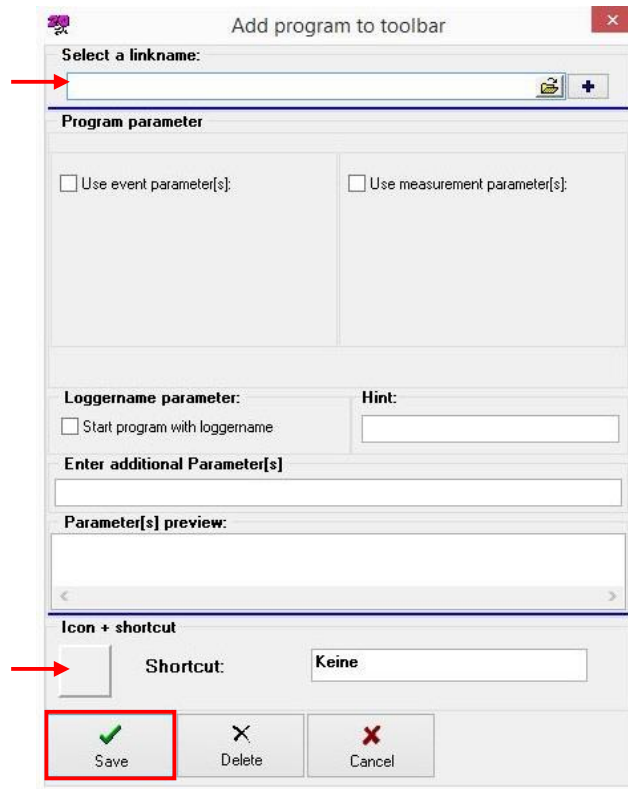 Add program to toolbar
Select a linkname:
Program parameter
Use event parameter[s]:
Use measurement parameter[s]:
Loggername parameter:
Hint:
Start program with loggername
Enter additional Parameter[s]
Parameter[s] preview:
Icon + shortcut
Shortcut:
Keine
Save
Delete
Cancel